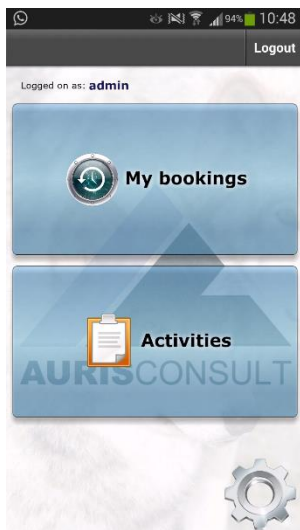 94% 10:48
Logout
Logged on as: admin
My bookings
Activities
AURISCONSULT